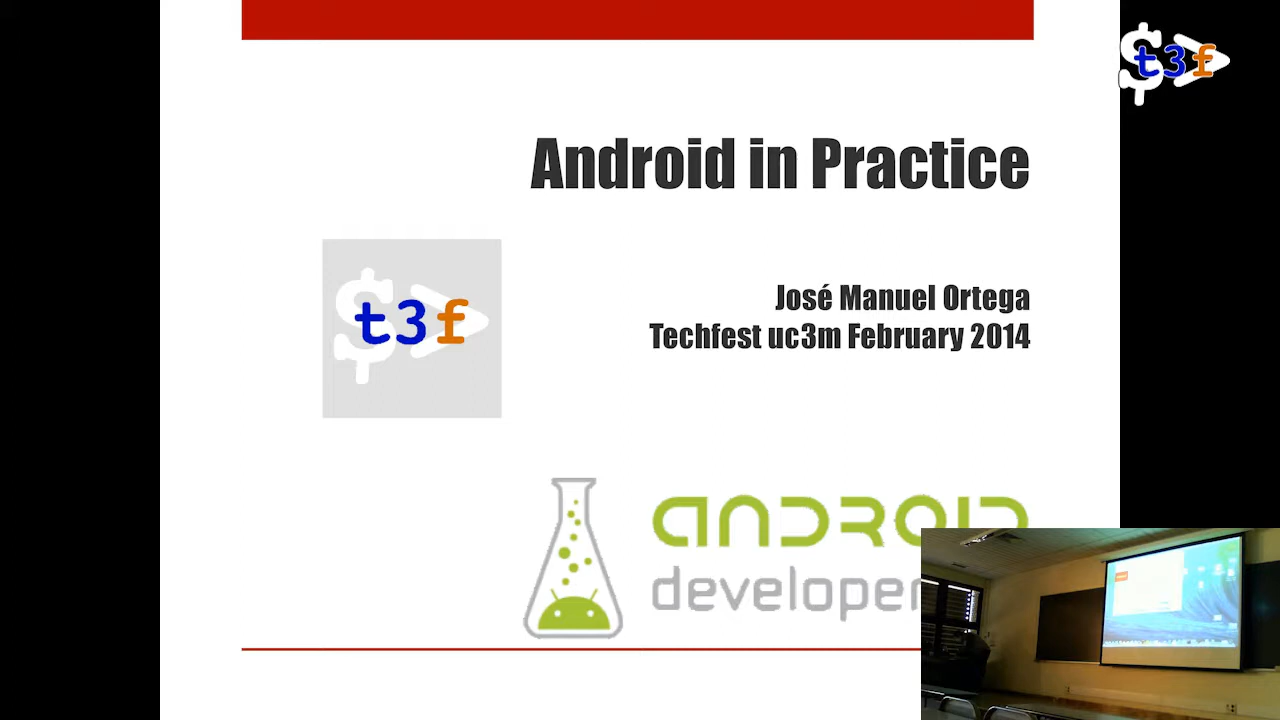 t3f
Android in Practice
t3f
José Manuel Ortega
Techfest uc3m February 2014
ANDROID
developer